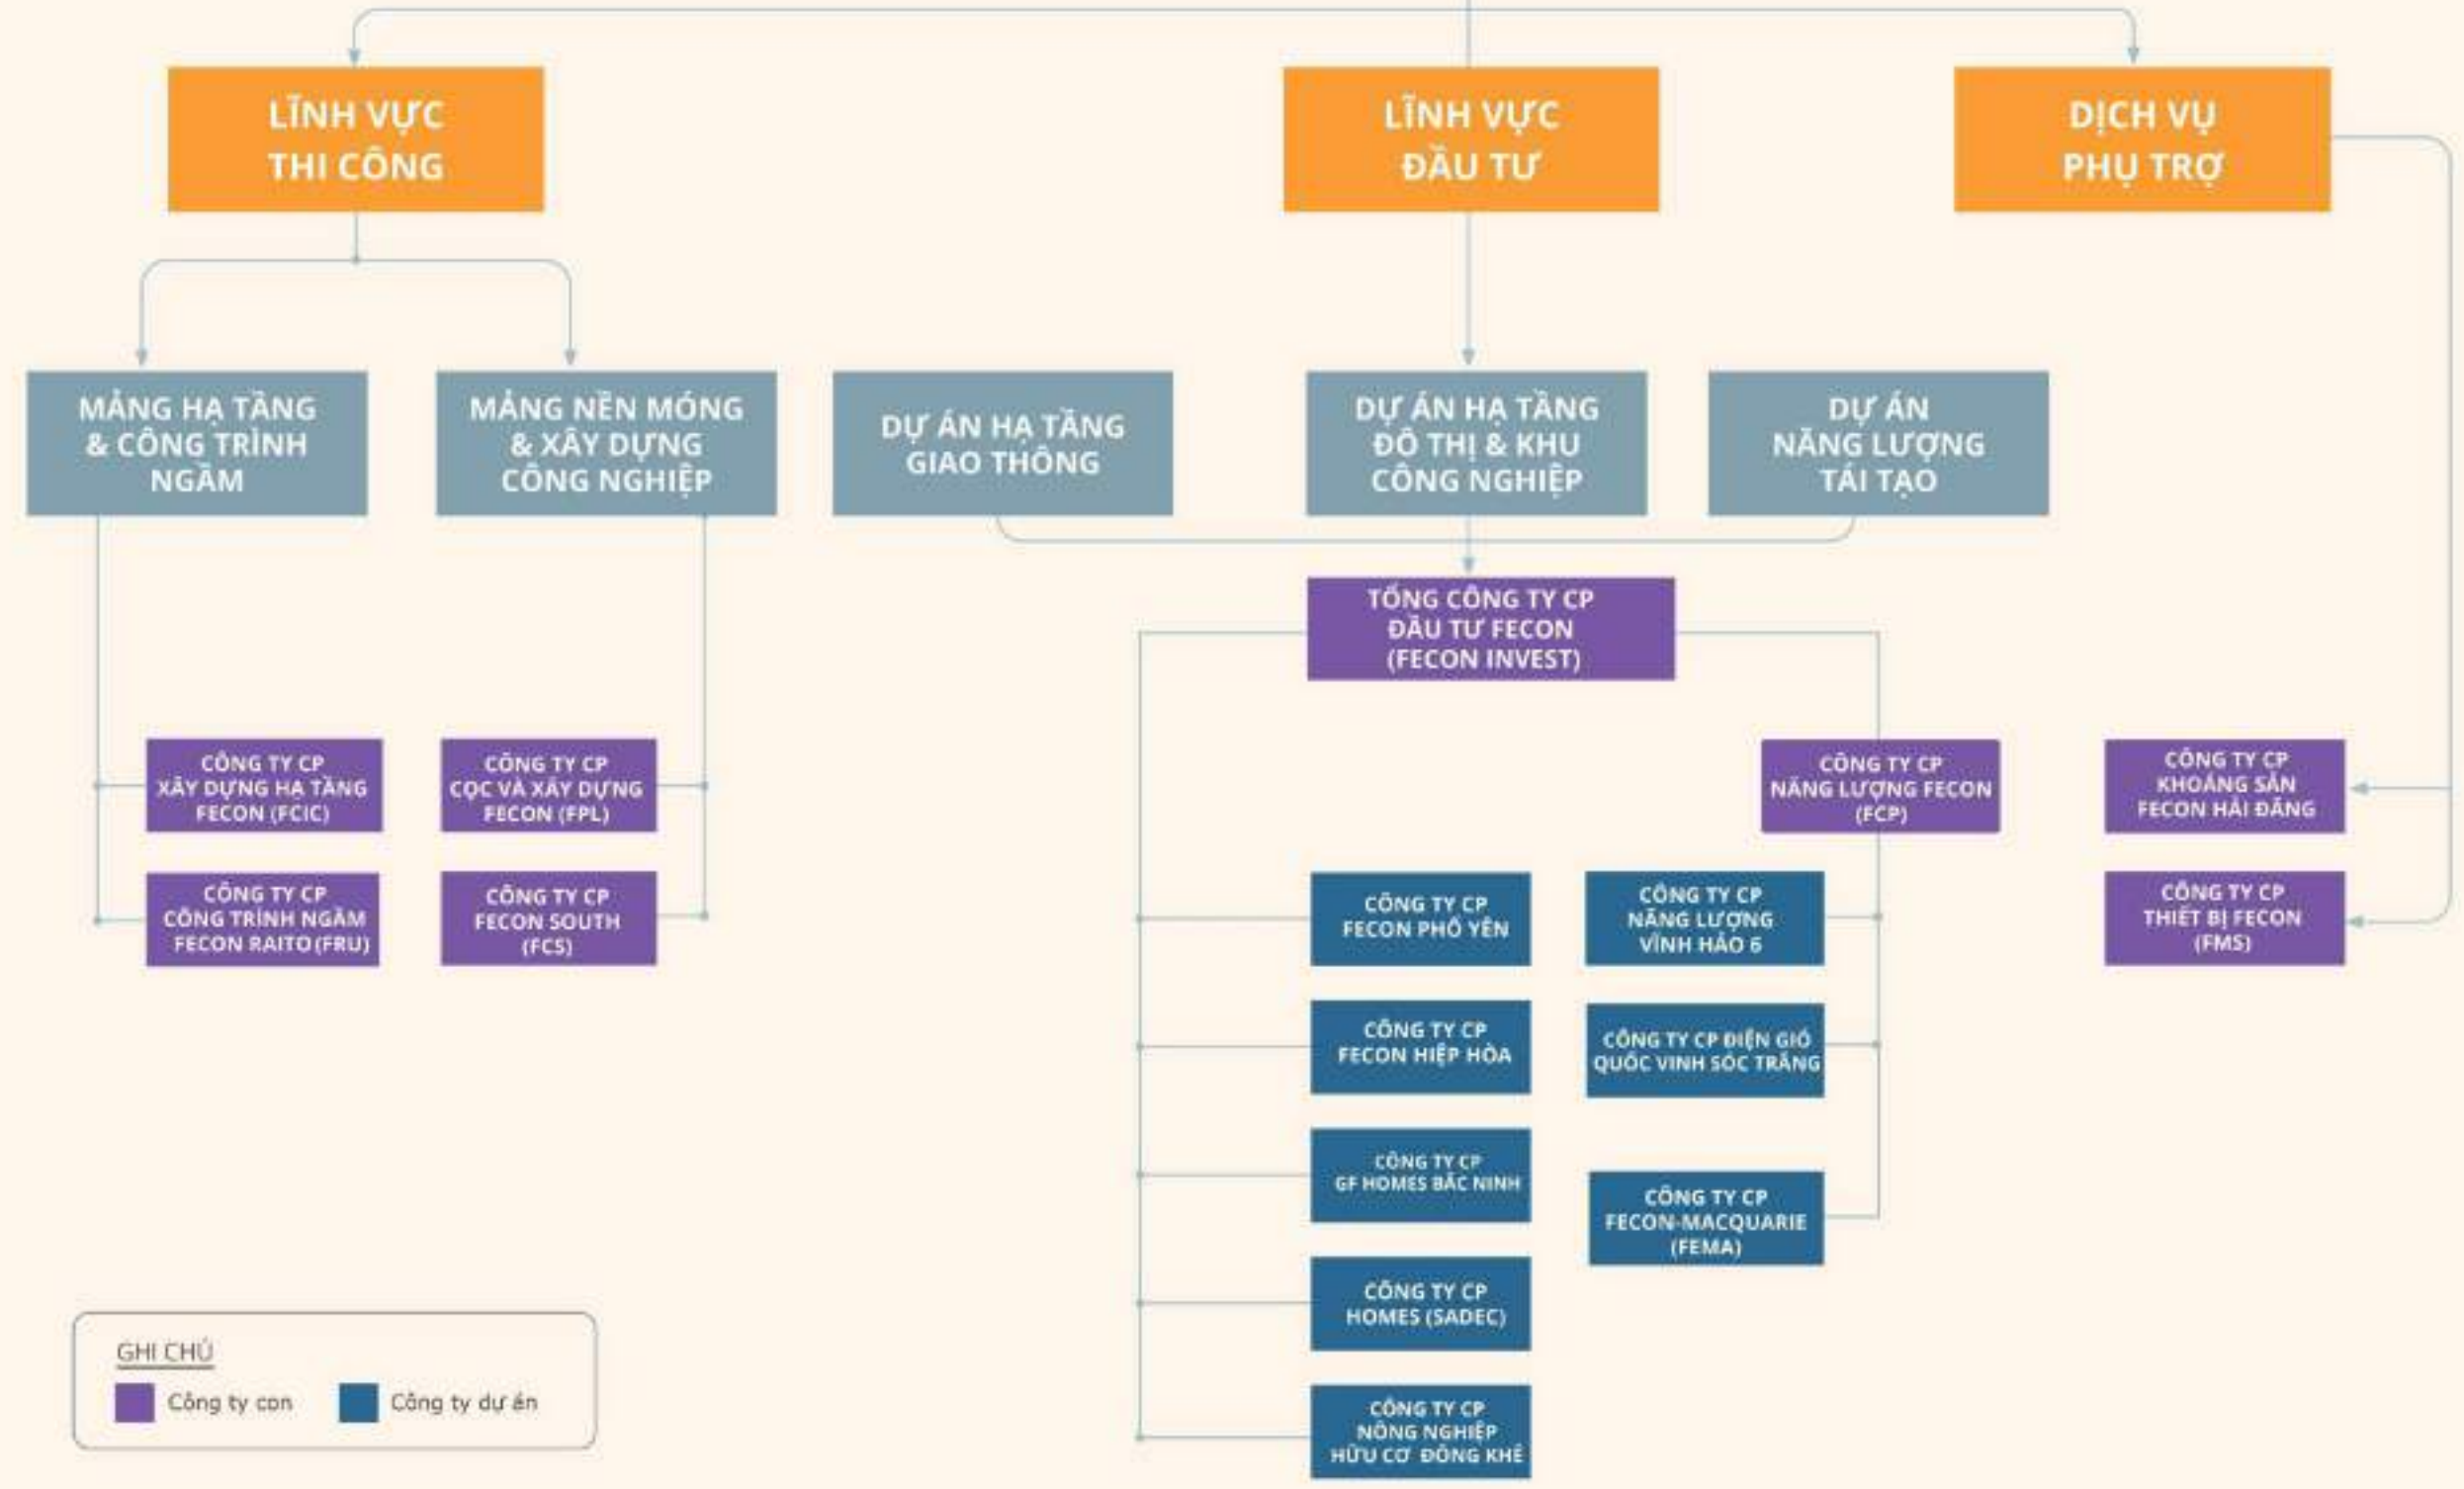 LĨNH VỰC
THI CÔNG
LĨNH VỰC
ĐẦU TƯ
DỊCH VỤ
PHỤ TRỢ
MẢNG HẠ TẦNG
& CÔNG TRÌNH
NGẦM
MẢNG NỀN MÓNG
& XÂY DỰNG
CÔNG NGHIỆP
DỰ ÁN HẠ TẦNG
GIAO THÔNG
DỰ ÁN HẠ TẦNG
ĐÔ THỊ & KHU
CÔNG NGHIỆP
DỰ ÁN
NĂNG LƯỢNG
TÁI TẠO
TỔNG CÔNG TY CP
ĐẦU TƯ FECON
(FECON INVEST)
CÔNG TY CP
XÂY DỰNG HẠ TẦNG
FECON (FCIC)
CÔNG TY CP
CỌC VÀ XÂY DỰNG
FECON (FPL)
CÔNG TY CP
NĂNG LƯỢNG FECON
(FCP)
CÔNG TY CP
KHOÁNG SẢN
FECON HẢI ĐĂNG
CÔNG TY CP
CÔNG TRÌNH NGẦM
FECON RAITO (FRU)
CÔNG TY CP
FECON SOUTH
(FCS)
CÔNG TY CP
FECON PHỔ YÊN
CÔNG TY CP
NĂNG LƯỢNG
VĨNH HẢO 6
CÔNG TY CP
THIẾT BỊ FECON
(FMS)
CÔNG TY CP
FECON HIỆP HÒA
CÔNG TY CP ĐIỆN GIÓ
QUỐC VINH SÓC TRĂNG
CÔNG TY CP
GF HOMES BẮC NINH
CÔNG TY CP
FECON-MACQUARIE
(FEMA)
CÔNG TY CP
HOMES (SADEC)
CÔNG TY CP
NÔNG NGHIỆP
HỮU CƠ ĐỒNG KHÊ
GHI CHÚ
Công ty con
Công ty dự án